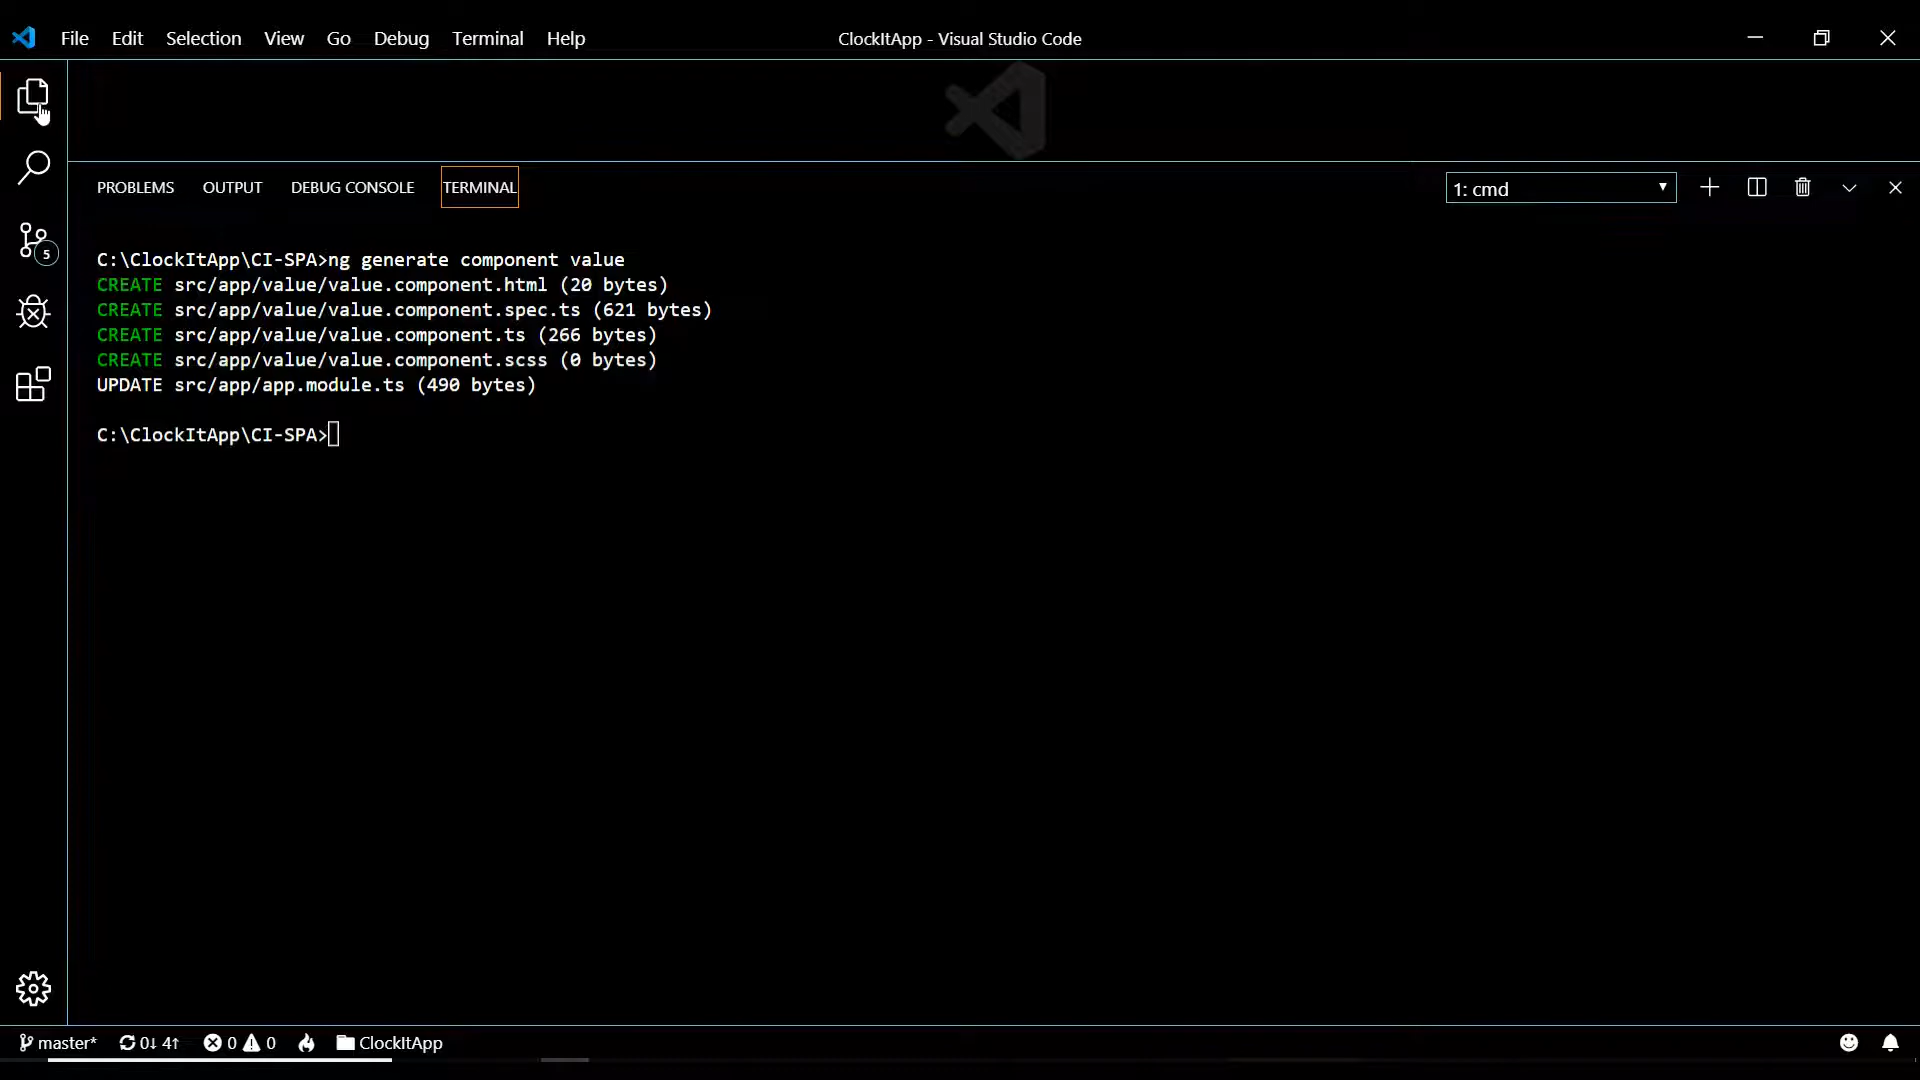 File Edit Selection View Go Debug Terminal Help ClockItApp - Visual Studio Code
PROBLEMS OUTPUT DEBUG CONSOLE TERMINAL 1: cmd
C:\ClockItApp\CI-SPA>ng generate component value
CREATE src/app/value/value.component.html (20 bytes)
CREATE src/app/value/value.component.spec.ts (621 bytes)
CREATE src/app/value/value.component.ts (266 bytes)
CREATE src/app/value/value.component.scss (0 bytes)
UPDATE src/app/app.module.ts (490 bytes)
C:\ClockItApp\CI-SPA>
5
master* 0↓ 4↑ 0 0 ClockItApp